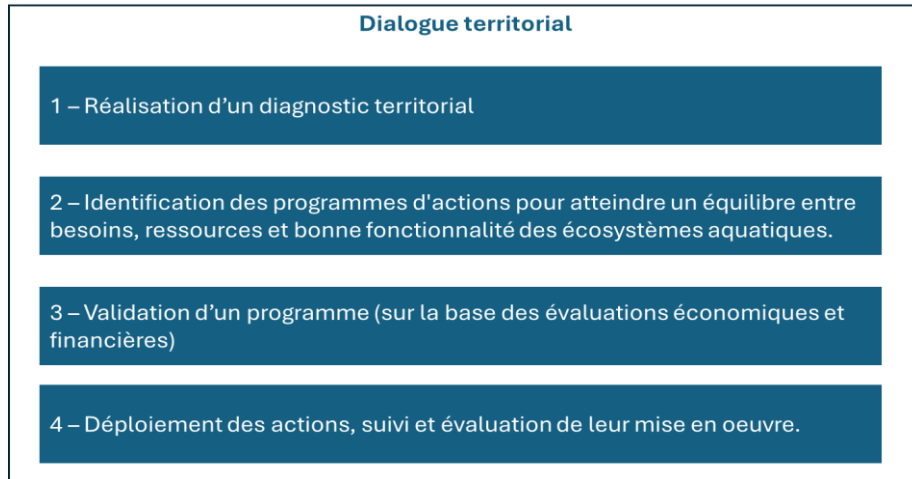 Dialogue territorial
1 – Réalisation d’un diagnostic territorial
2 – Identification des programmes d'actions pour atteindre un équilibre entre
besoins, ressources et bonne fonctionnalité des écosystèmes aquatiques.
3 – Validation d’un programme (sur la base des évaluations économiques et
financières)
4 – Déploiement des actions, suivi et évaluation de leur mise en oeuvre.